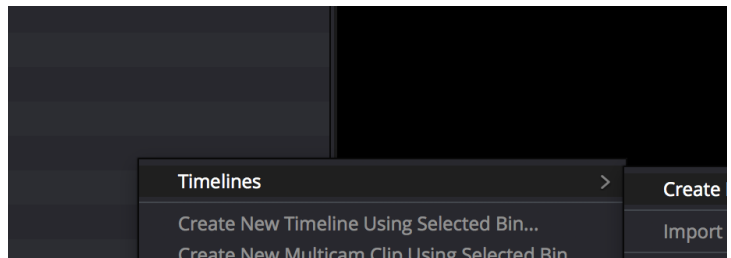 Timelines
Create
Create New Timeline Using Selected Bin...
Import
Create New Multicam Clip Using Selected Bin